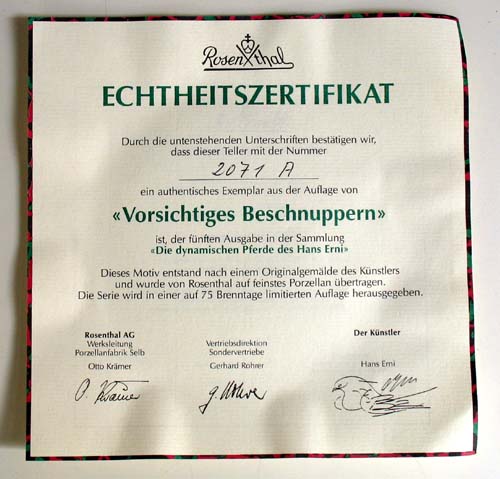 Rosenthal
ECHTHEITSZERTIFIKAT
Durch die untenstehenden Unterschriften bestätigen wir,
dass dieser Teller mit der Nummer
2071 A
ein authentisches Exemplar aus der Auflage von
«Vorsichtiges Beschnuppern»
ist, der fünften Ausgabe in der Sammlung
«Die dynamischen Pferde des Hans Erni»
Dieses Motiv entstand nach einem Originalgemälde des Künstlers
und wurde von Rosenthal auf feinstes Porzellan übertragen.
Die Serie wird in einer auf 75 Brenntage limitierten Auflage herausgegeben.
Rosenthal AG
Werksleitung
Porzellanfabrik Selb
Otto Krämer
O. Krämer
Vertriebsdirektion
Sondervertriebe
Gerhard Rohrer
Der Künstler
Hans Erni